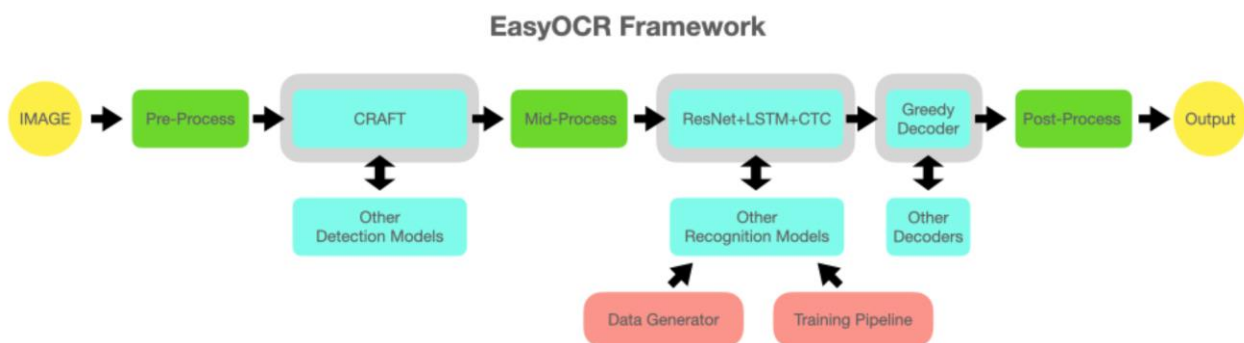 EasyOCR Framework
IMAGE
Pre-Process
CRAFT
Mid-Process
ResNet+LSTM+CTC
Greedy
Decoder
Post-Process
Output
Other
Detection Models
Other
Recognition Models
Other
Decoders
Data Generator
Training Pipeline